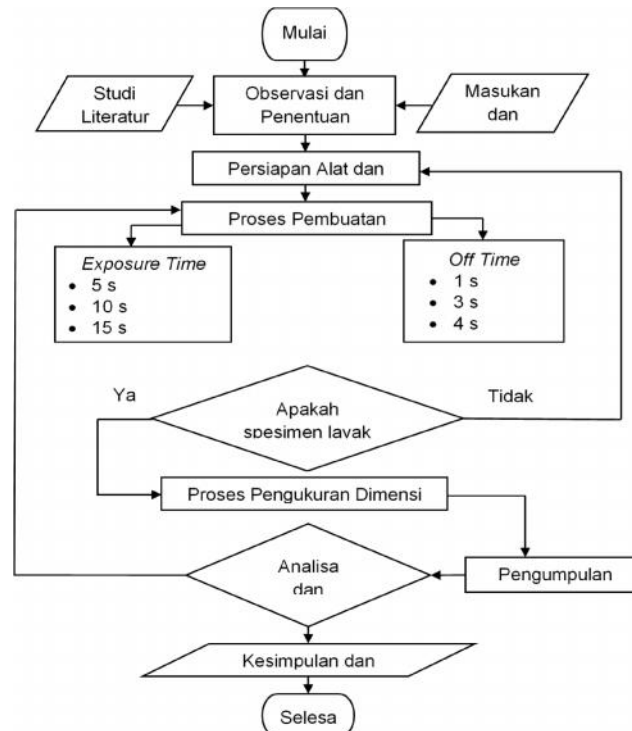 Mulai
Studi
Literatur
Observasi dan
Penentuan
Masukan
dan
Persiapan Alat dan
Proses Pembuatan
Exposure Time
• 5 s
• 10 s
• 15 s
Off Time
• 1 s
• 3 s
• 4 s
Ya
Apakah
spesimen layak
Tidak
Proses Pengukuran Dimensi
Analisa
dan
Pengumpulan
Kesimpulan dan
Selesa